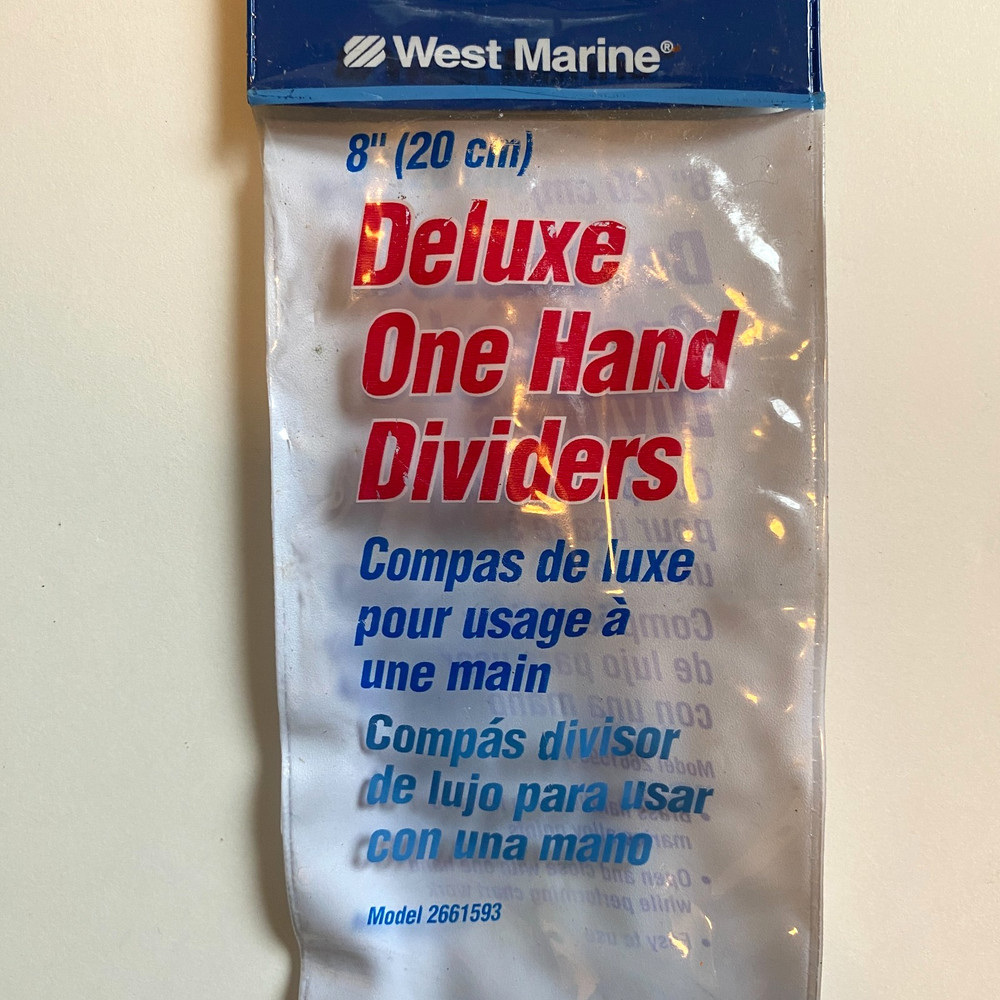 West Marine®
8" (20 cm)
Deluxe
One Hand
Dividers
Compas de luxe
pour usage à
une main
Compás divisor
de lujo para usar
con una mano
Model 2661593